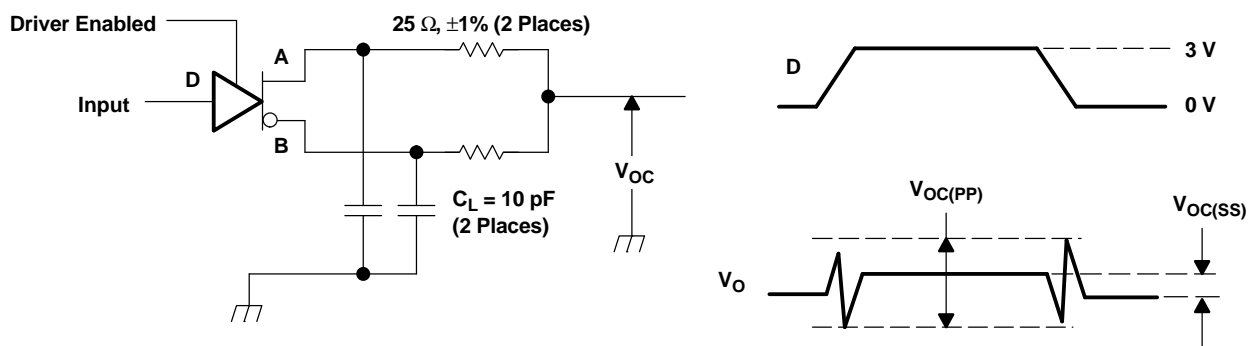 Driver Enabled
25 Ω, ±1% (2 Places)
A
D
Input
B
C_L = 10 pF
(2 Places)
V_OC
D
3 V
0 V
V_OC(PP)
V_OC(SS)
V_O